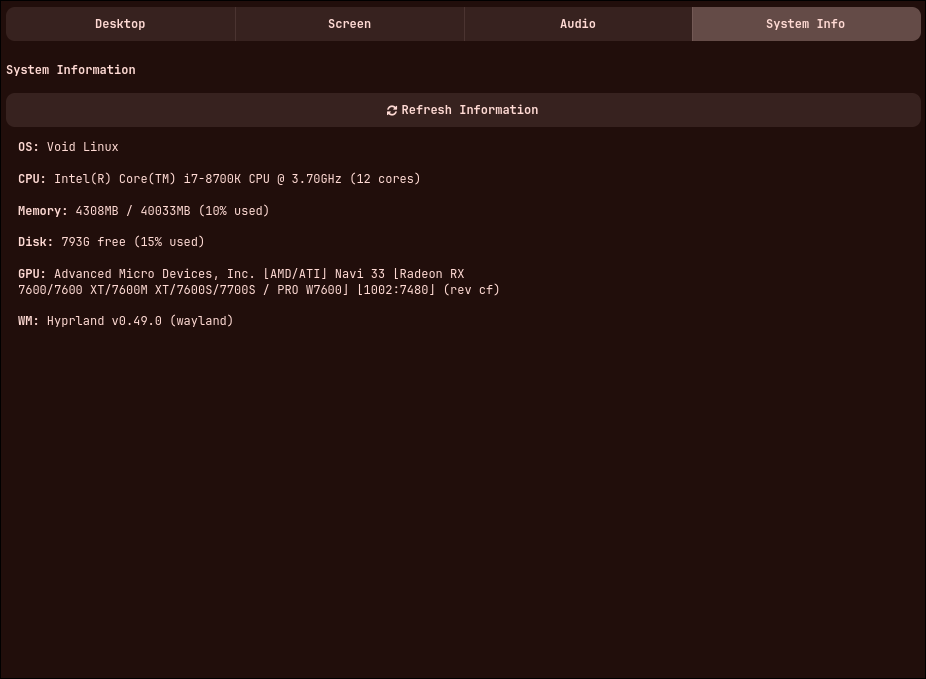 Desktop
Screen
Audio
System Info
System Information
Refresh Information
OS: Void Linux
CPU: Intel(R) Core(TM) i7-8700K CPU @ 3.70GHz (12 cores)
Memory: 4308MB / 40033MB (10% used)
Disk: 793G free (15% used)
GPU: Advanced Micro Devices, Inc. [AMD/ATI] Navi 33 [Radeon RX
7600/7600 XT/7600M XT/7600S/7700S / PRO W7600] [1002:7480] (rev cf)
WM: Hyprland v0.49.0 (wayland)